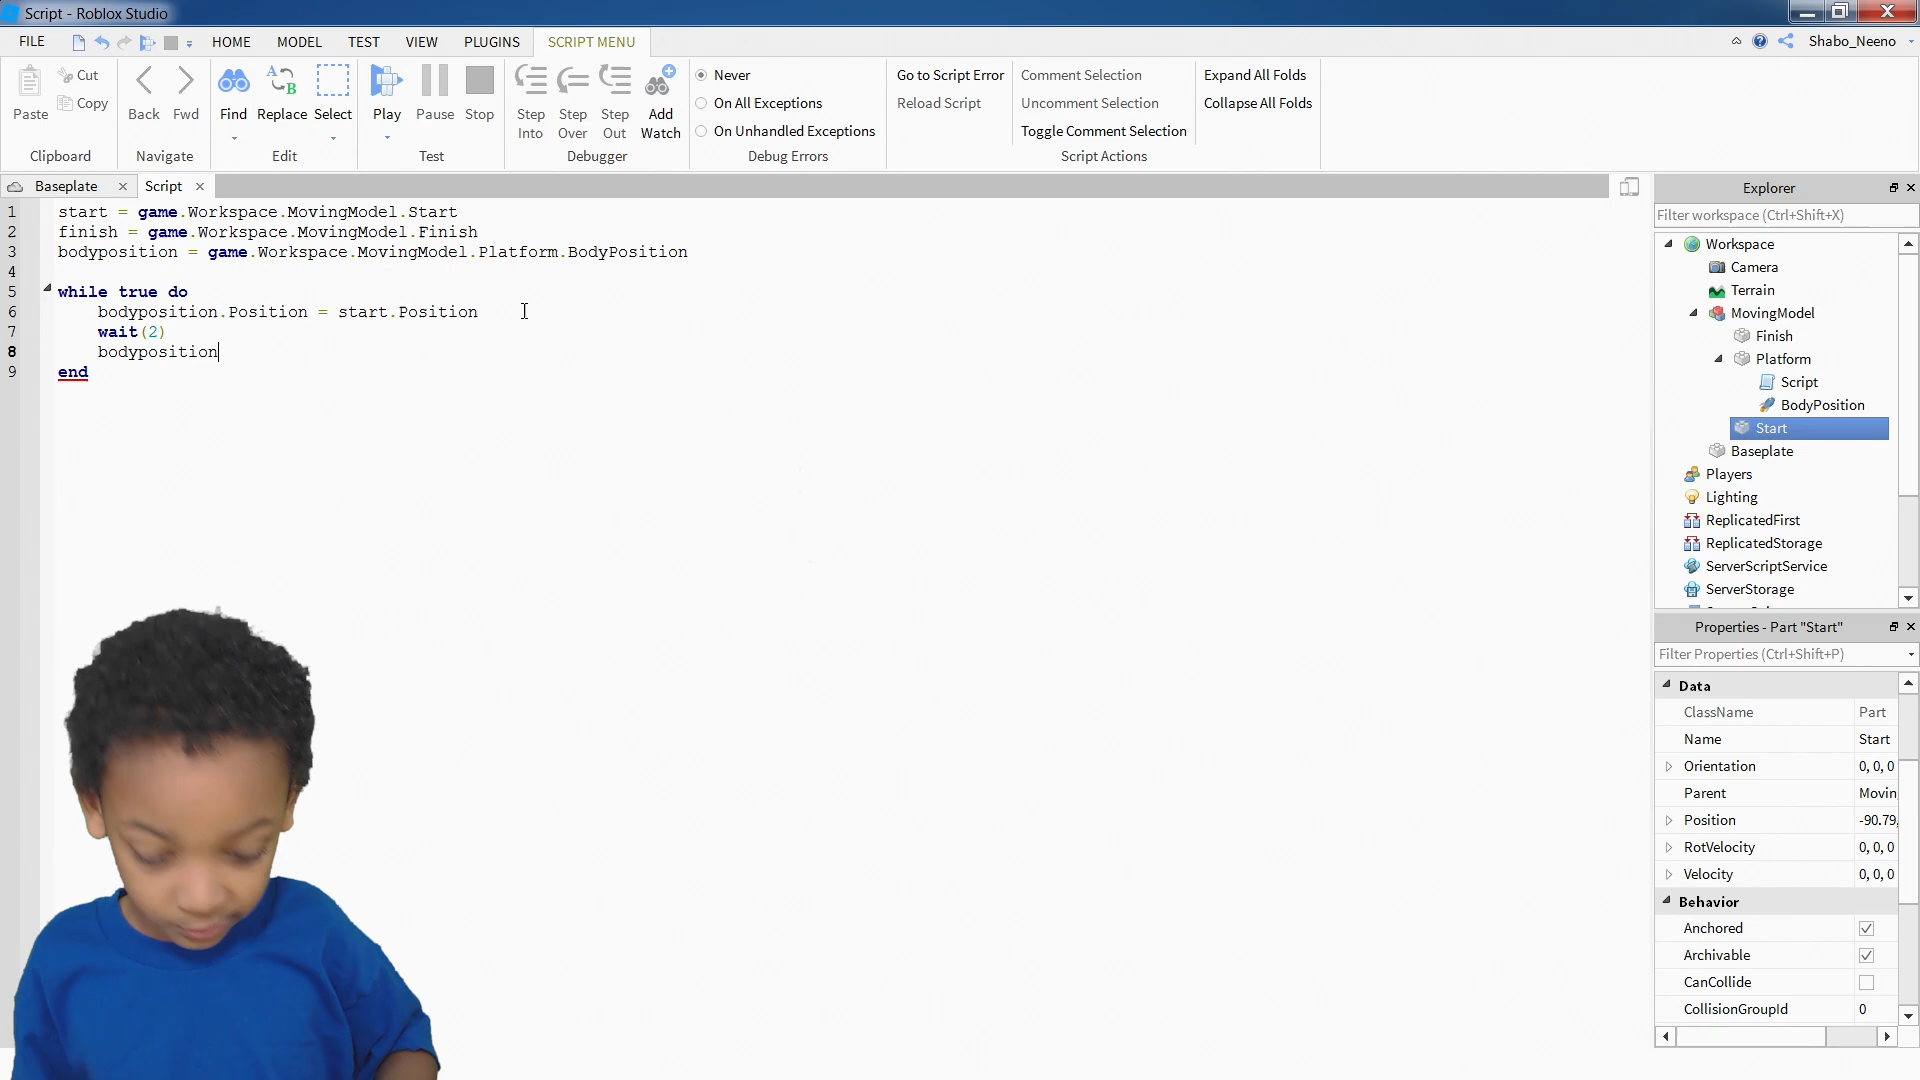 Script - Roblox Studio
FILE HOME MODEL TEST VIEW PLUGINS SCRIPT MENU Shabo_Neeno
Paste Cut Copy Clipboard
Back Fwd Navigate
Find Replace Select Edit
Play Pause Stop Test
Step Into Step Over Step Out Add Watch Debugger
Never
On All Exceptions
On Unhandled Exceptions
Debug Errors
Go to Script Error
Reload Script
Comment Selection
Uncomment Selection
Toggle Comment Selection
Script Actions
Expand All Folds
Collapse All Folds
Baseplate Script
1 start = game.Workspace.MovingModel.Start
2 finish = game.Workspace.MovingModel.Finish
3 bodyposition = game.Workspace.MovingModel.Platform.BodyPosition
4
5 while true do
6 bodyposition.Position = start.Position
7 wait(2)
8 bodyposition
9 end
Explorer
Filter workspace (Ctrl+Shift+X)
Workspace
Camera
Terrain
MovingModel
Finish
Platform
Script
BodyPosition
Start
Baseplate
Players
Lighting
ReplicatedFirst
ReplicatedStorage
ServerScriptService
ServerStorage
Properties - Part "Start"
Filter Properties (Ctrl+Shift+P)
Data
ClassName Part
Name Start
Orientation 0, 0, 0
Parent Movin
Position -90.79,
RotVelocity 0, 0, 0
Velocity 0, 0, 0
Behavior
Anchored
Archivable
CanCollide
CollisionGroupId 0